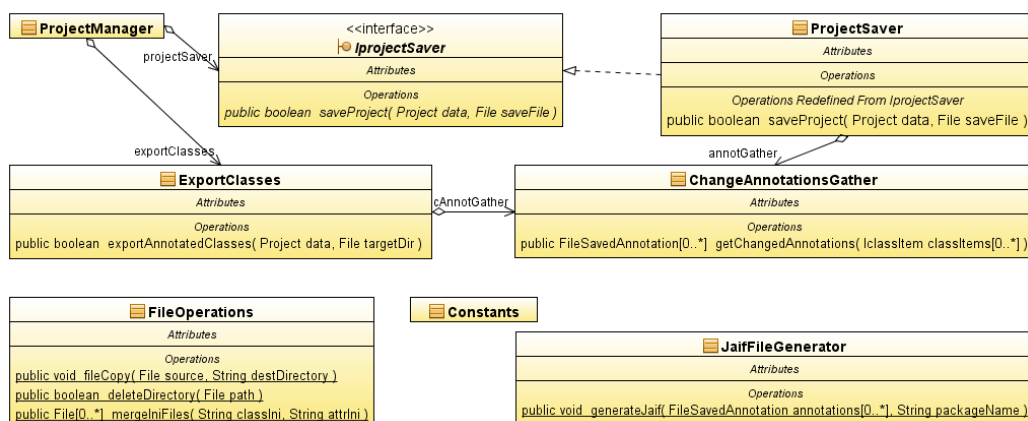 ProjectManager
<<interface>>
IprojectSaver
Attributes
Operations
public boolean saveProject( Project data, File saveFile )
ProjectSaver
Attributes
Operations
Operations Redefined From IprojectSaver
public boolean saveProject( Project data, File saveFile )
projectSaver
exportClasses
annotGather
ExportClasses
Attributes
Operations
public boolean exportAnnotatedClasses( Project data, File targetDir )
cAnnotGather
ChangeAnnotationsGather
Attributes
Operations
public FileSavedAnnotation[0..*] getChangedAnnotations( IclassItem classItems[0..*] )
FileOperations
Attributes
Operations
public void fileCopy( File source, String destDirectory )
public boolean deleteDirectory( File path )
public File[0..*] mergeIniFiles( String classIni, String attrIni )
Constants
JaifFileGenerator
Attributes
Operations
public void generateJaif( FileSavedAnnotation annotations[0..*], String packageName )